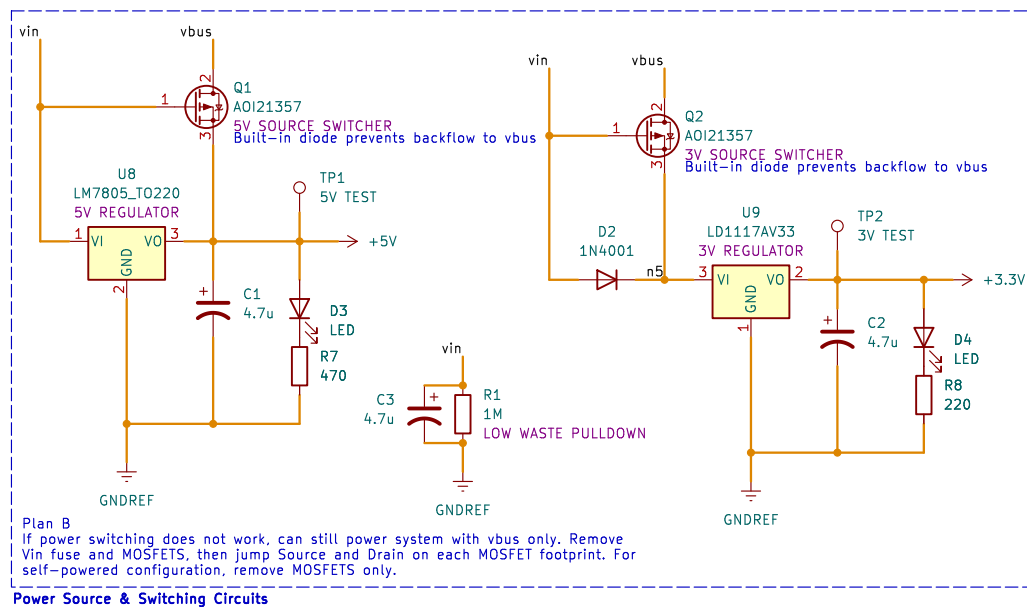 vin
vbus
2
1
3
Q1
AOI21357
5V SOURCE SWITCHER
Built-in diode prevents backflow to vbus
U8
LM7805_TO220
5V REGULATOR
1
VI
VO
3
GND
2
TP1
5V TEST
+5V
+
C1
4.7u
D3
LED
R7
470
GNDREF
vin
C3
4.7u
+
R1
1M
LOW WASTE PULLDOWN
GNDREF
vin
vbus
2
1
3
Q2
AOI21357
3V SOURCE SWITCHER
Built-in diode prevents backflow to vbus
D2
1N4001
n5
U9
LD1117AV33
3V REGULATOR
3
VI
VO
2
GND
1
TP2
3V TEST
+3.3V
+
C2
4.7u
D4
LED
R8
220
GNDREF
Plan B
If power switching does not work, can still power system with vbus only. Remove
Vin fuse and MOSFETS, then jump Source and Drain on each MOSFET footprint. For
self-powered configuration, remove MOSFETS only.
Power Source & Switching Circuits